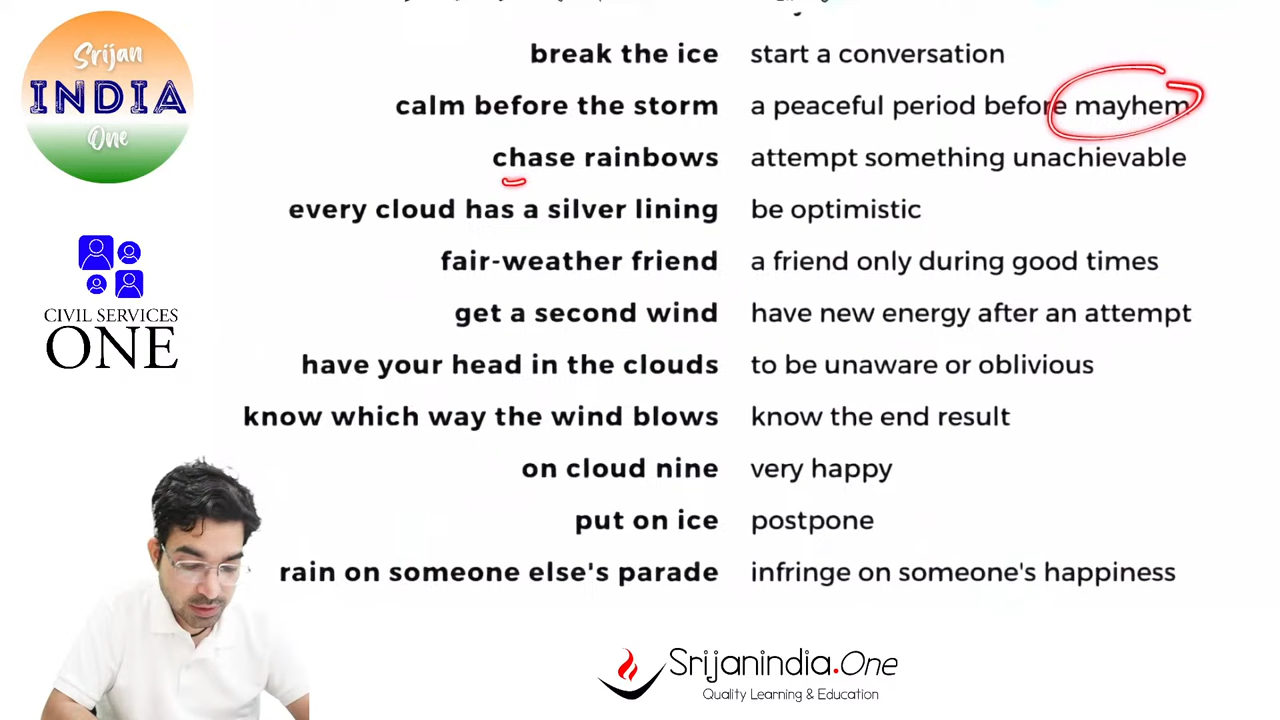 Srijan
INDIA
One
CIVIL SERVICES
ONE
break the ice start a conversation
calm before the storm a peaceful period before mayhem
chase rainbows attempt something unachievable
every cloud has a silver lining be optimistic
fair-weather friend a friend only during good times
get a second wind have new energy after an attempt
have your head in the clouds to be unaware or oblivious
know which way the wind blows know the end result
on cloud nine very happy
put on ice postpone
rain on someone else's parade infringe on someone's happiness
Srijanindia.One
Quality Learning & Education